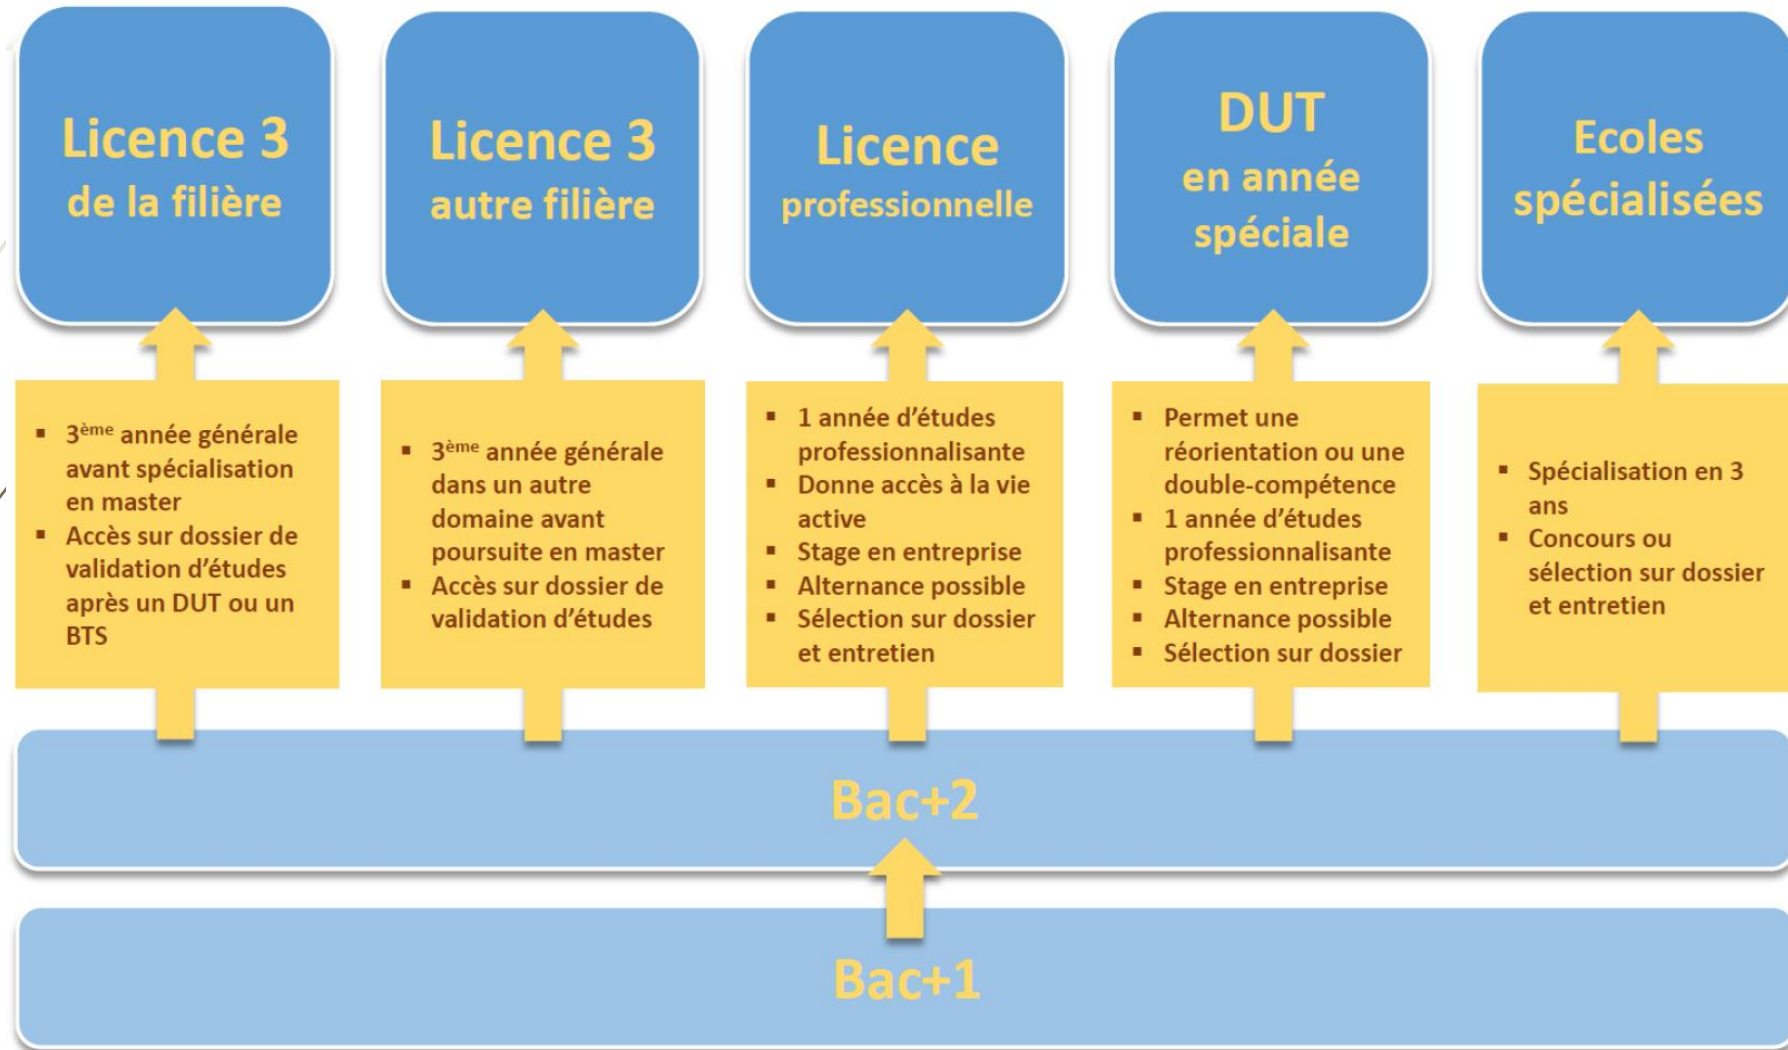 Licence 3
de la filière
Licence 3
autre filière
Licence
professionnelle
DUT
en année
spéciale
Ecoles
spécialisées
▪ 3ème année générale
avant spécialisation
en master
▪ Accès sur dossier de
validation d'études
après un DUT ou un
BTS
▪ 3ème année générale
dans un autre
domaine avant
poursuite en master
▪ Accès sur dossier de
validation d'études
▪ 1 année d'études
professionnalisante
▪ Donne accès à la vie
active
▪ Stage en entreprise
▪ Alternance possible
▪ Sélection sur dossier
et entretien
▪ Permet une
réorientation ou une
double-compétence
▪ 1 année d'études
professionnalisante
▪ Stage en entreprise
▪ Alternance possible
▪ Sélection sur dossier
▪ Spécialisation en 3
ans
▪ Concours ou
sélection sur dossier
et entretien
Bac+2
Bac+1